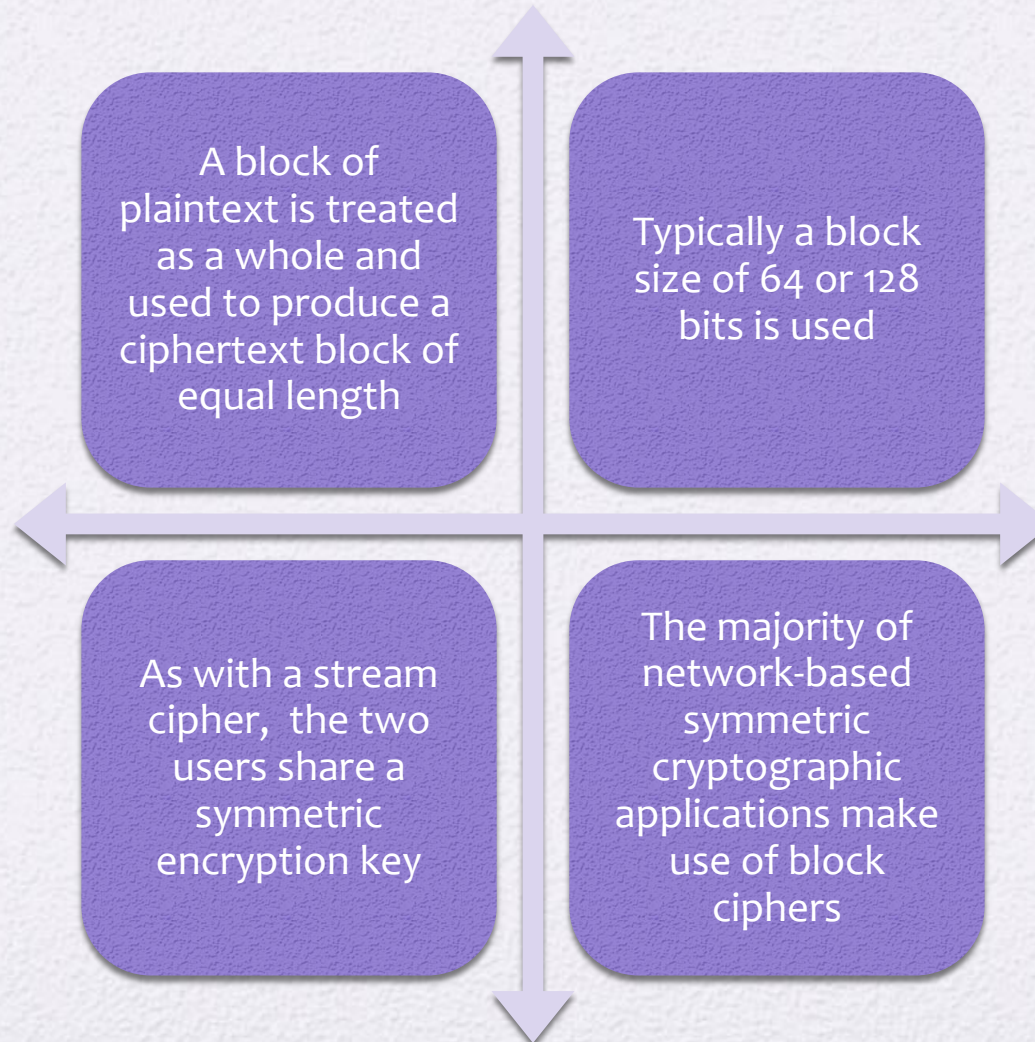 A block of
plaintext is treated
as a whole and
used to produce a
ciphertext block of
equal length
Typically a block
size of 64 or 128
bits is used
As with a stream
cipher,  the two
users share a
symmetric
encryption key
The majority of
network-based
symmetric
cryptographic
applications make
use of block
ciphers